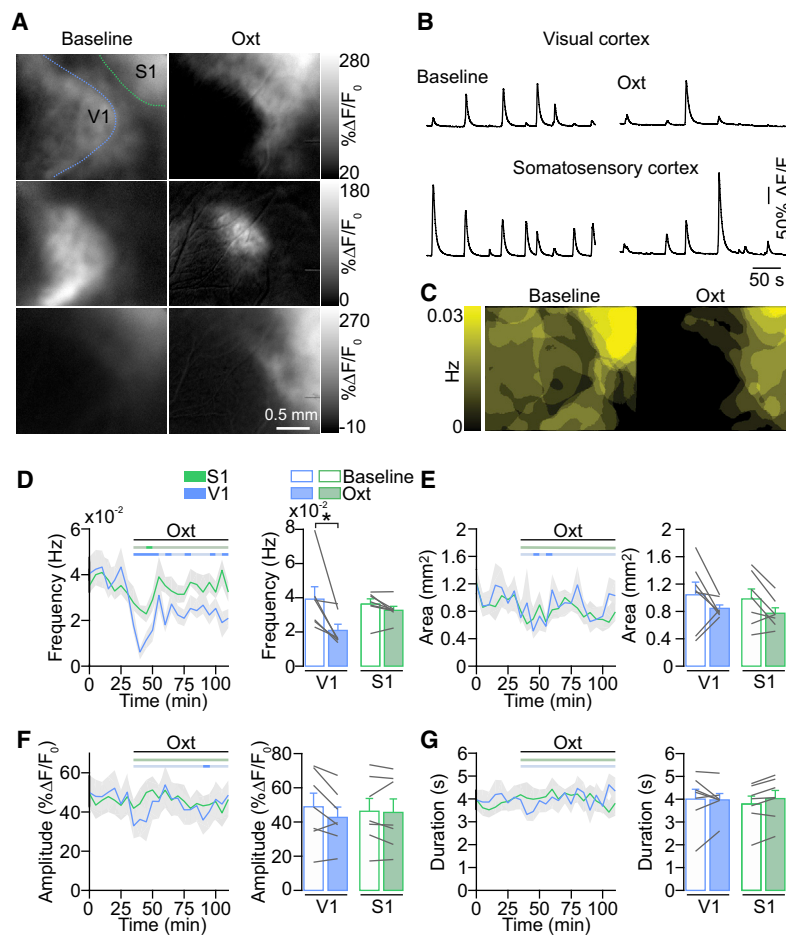 A
Baseline Oxt
S1
V1
280
%ΔF/F0
20
180
%ΔF/F0
0
270
%ΔF/F0
-10
0.5 mm
B
Visual cortex
Baseline Oxt
Somatosensory cortex
50% ΔF/F
50 s
C
Baseline Oxt
0.03
Hz
0
D
S1
V1
Baseline
Oxt
x10-2
Oxt
6
4
2
0
Frequency (Hz)
0 25 50 75 100
Time (min)
x10-2
8
6
4
2
0
Frequency (Hz)
*
V1 S1
E
Oxt
2
1.6
1.2
0.8
0.4
0
Area (mm2)
0 25 50 75 100
Time (min)
2
1.6
1.2
0.8
0.4
0
Area (mm2)
V1 S1
F
Oxt
60
40
20
0
Amplitude (%ΔF/F0)
0 25 50 75 100
Time (min)
80
60
40
20
0
Amplitude (%ΔF/F0)
V1 S1
G
Oxt
6
5
4
3
2
1
0
Duration (s)
0 25 50 75 100
Time (min)
6
5
4
3
2
1
0
Duration (s)
V1 S1